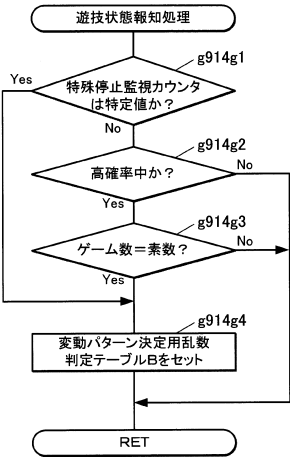 遊技状態報知処理
g914g1
Yes
特殊停止監視カウンタ
は特定値か？
No
g914g2
高確率中か？
No
Yes
g914g3
ゲーム数＝素数？
No
Yes
g914g4
変動パターン決定用乱数
判定テーブルBをセット
RET